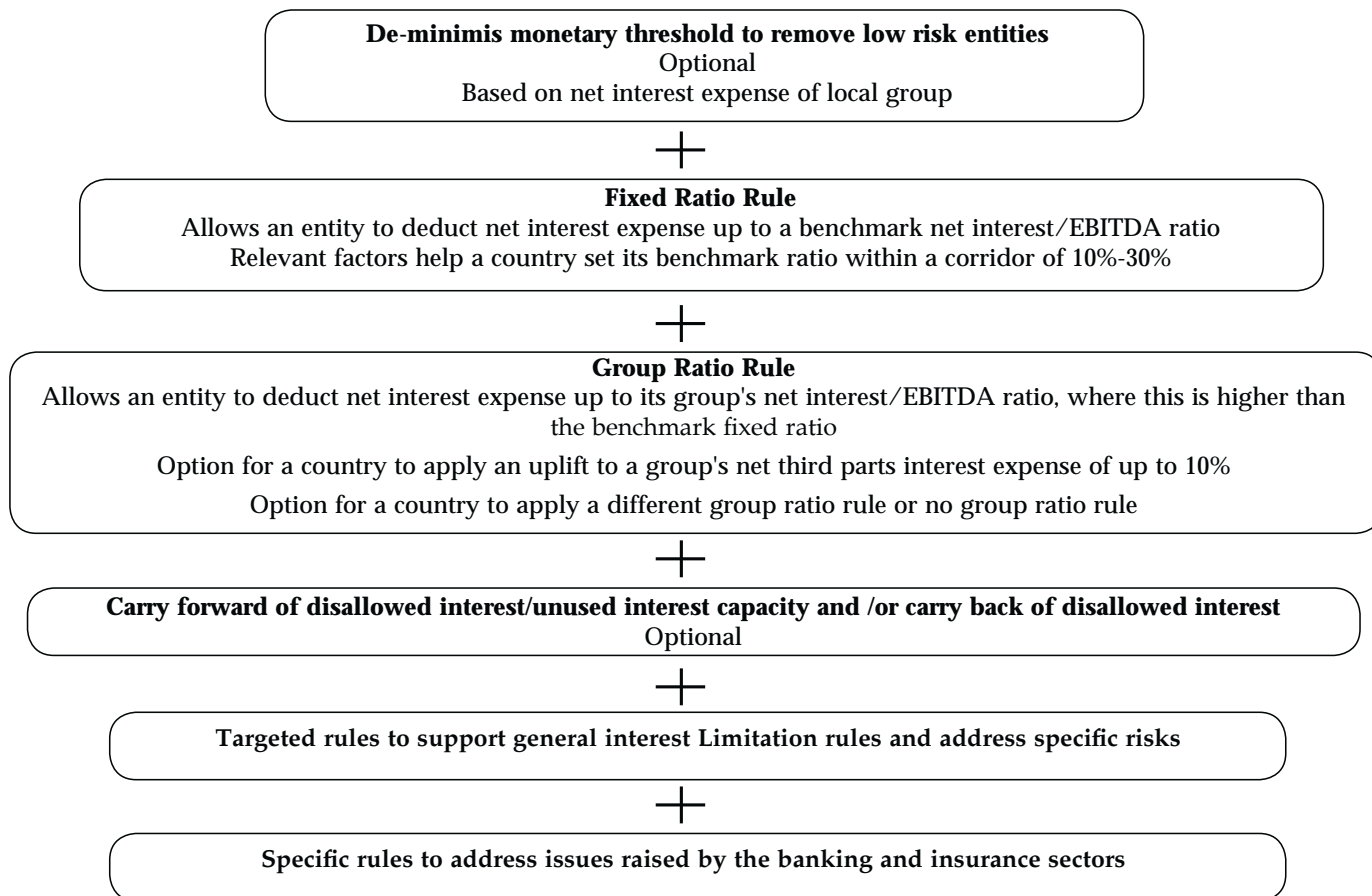 De-minimis monetary threshold to remove low risk entities
Optional
Based on net interest expense of local group
Fixed Ratio Rule
Allows an entity to deduct net interest expense up to a benchmark net interest/EBITDA ratio
Relevant factors help a country set its benchmark ratio within a corridor of 10%-30%
Group Ratio Rule
Allows an entity to deduct net interest expense up to its group's net interest/EBITDA ratio, where this is higher than
the benchmark fixed ratio
Option for a country to apply an uplift to a group's net third parts interest expense of up to 10%
Option for a country to apply a different group ratio rule or no group ratio rule
Carry forward of disallowed interest/unused interest capacity and /or carry back of disallowed interest
Optional
Targeted rules to support general interest Limitation rules and address specific risks
Specific rules to address issues raised by the banking and insurance sectors